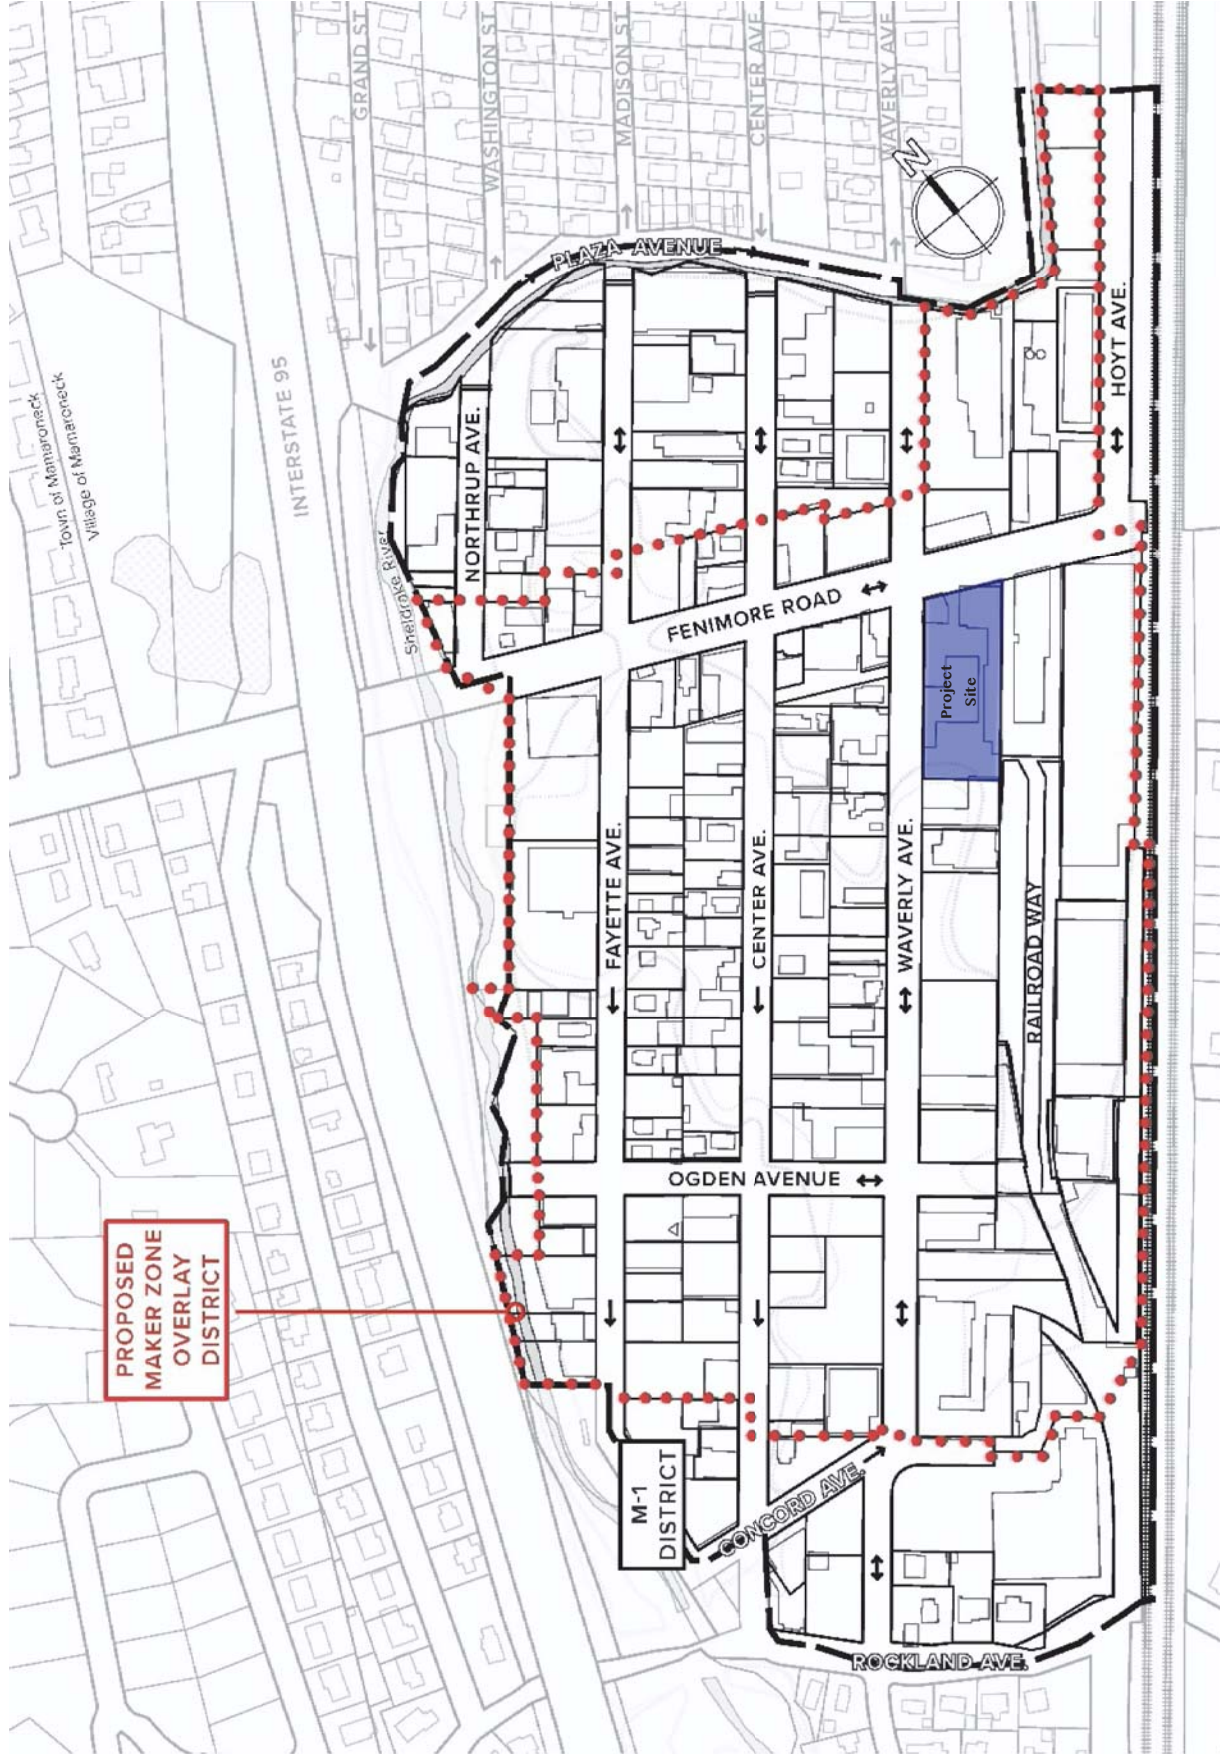 GRAND ST
WASHINGTON ST
MADISON ST
CENTER AVE
WAVERLY AVE
N
PLAZA AVENUE
Town of Mamaroneck
Village of Mamaroneck
INTERSTATE 95
HOYT AVE.
NORTHRUP AVE.
Sheldrake River
FENIMORE ROAD
Project
Site
FAYETTE AVE.
CENTER AVE.
WAVERLY AVE.
RAILROAD WAY
OGDEN AVENUE
PROPOSED
MAKER ZONE
OVERLAY
DISTRICT
M-1
DISTRICT
CONCORD AVE.
ROCKLAND AVE.